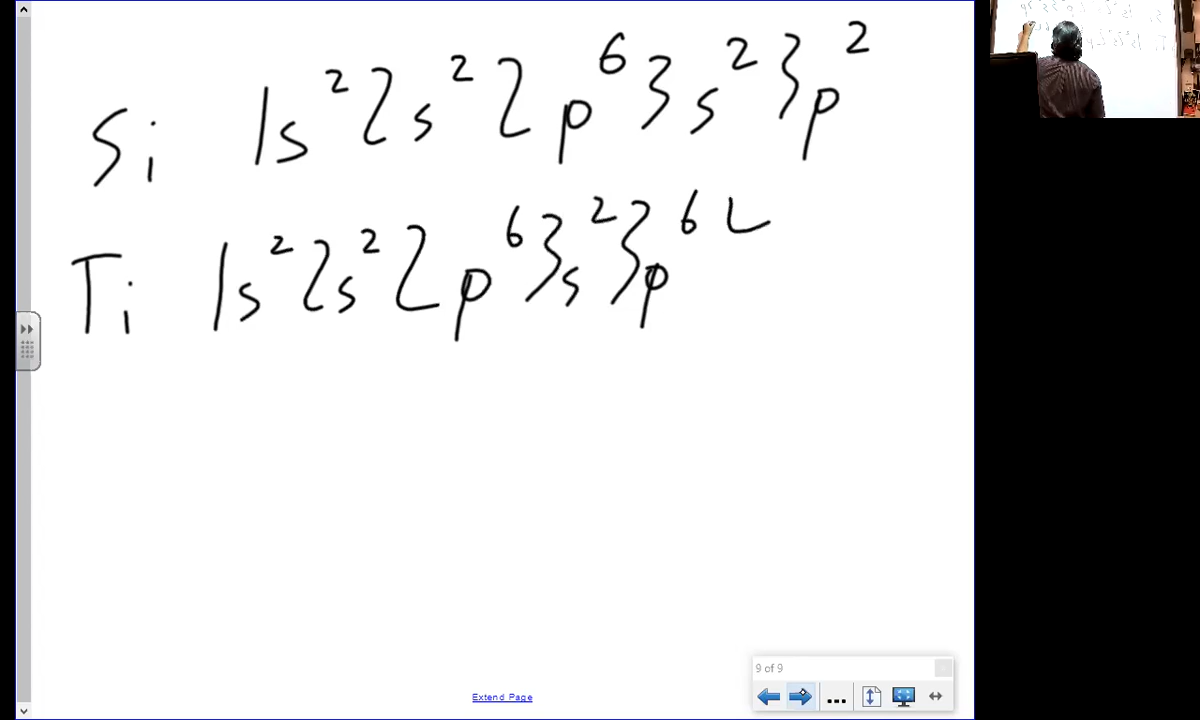 Si 1s²2s²2p⁶3s²3p²
Ti 1s²2s²2p⁶3s²3p⁶
9 of 9
Extend Page